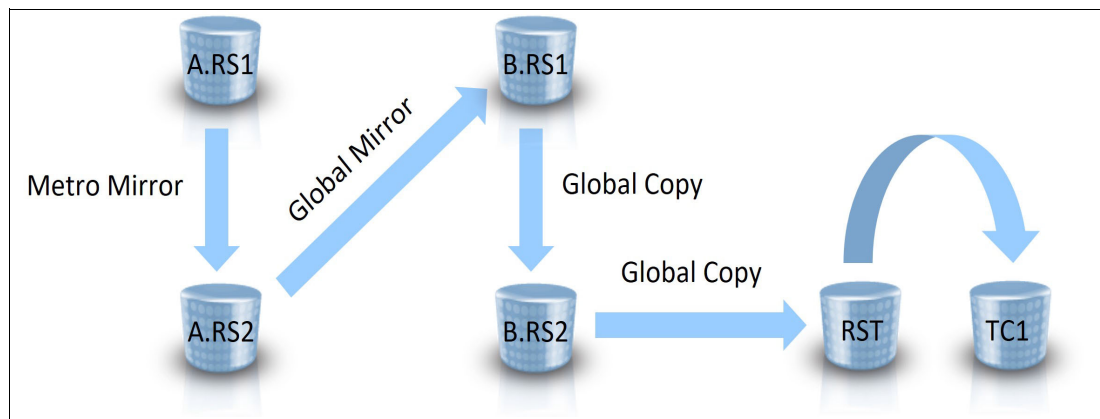 A.RS1
B.RS1
Metro Mirror
Global Mirror
Global Copy
Global Copy
A.RS2
B.RS2
RST
TC1